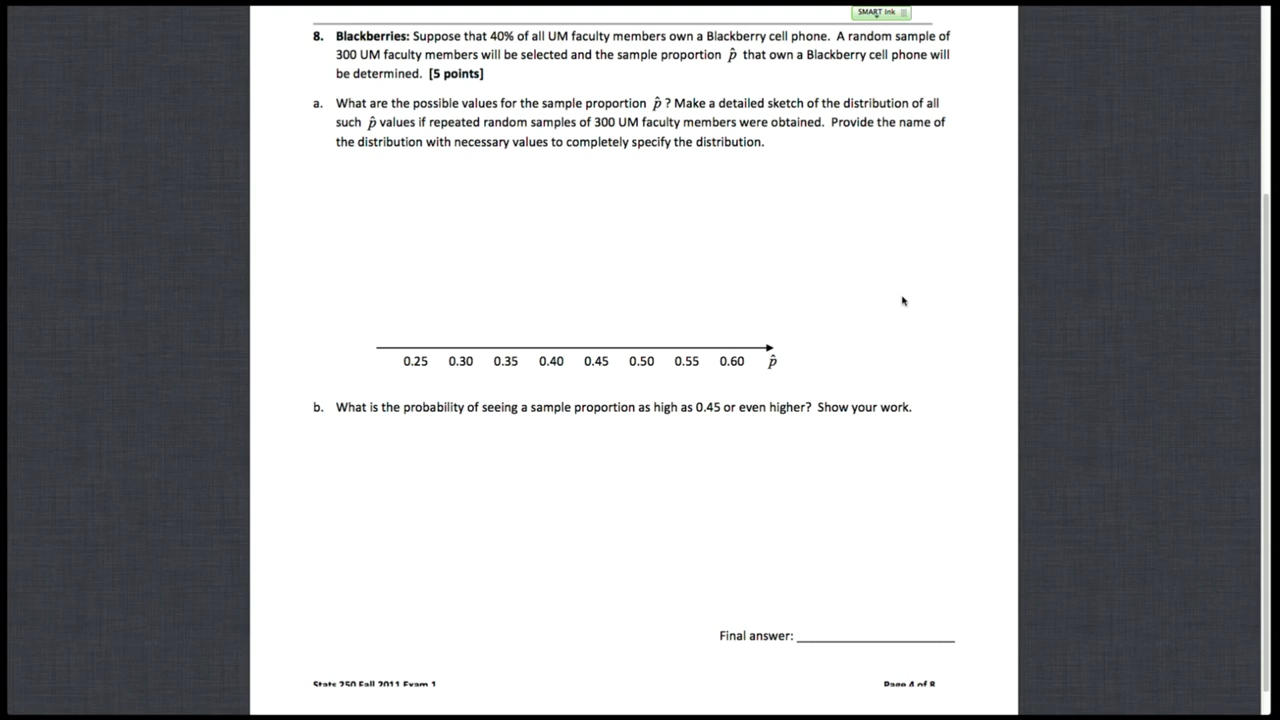 SMART Ink
8. Blackberries: Suppose that 40% of all UM faculty members own a Blackberry cell phone. A random sample of
300 UM faculty members will be selected and the sample proportion p̂ that own a Blackberry cell phone will
be determined. [5 points]
a. What are the possible values for the sample proportion p̂ ? Make a detailed sketch of the distribution of all
such p̂ values if repeated random samples of 300 UM faculty members were obtained. Provide the name of
the distribution with necessary values to completely specify the distribution.
0.25 0.30 0.35 0.40 0.45 0.50 0.55 0.60 p̂
b. What is the probability of seeing a sample proportion as high as 0.45 or even higher? Show your work.
Final answer:
Stats 250 Fall 2011 Exam 1 Page 4 of 8